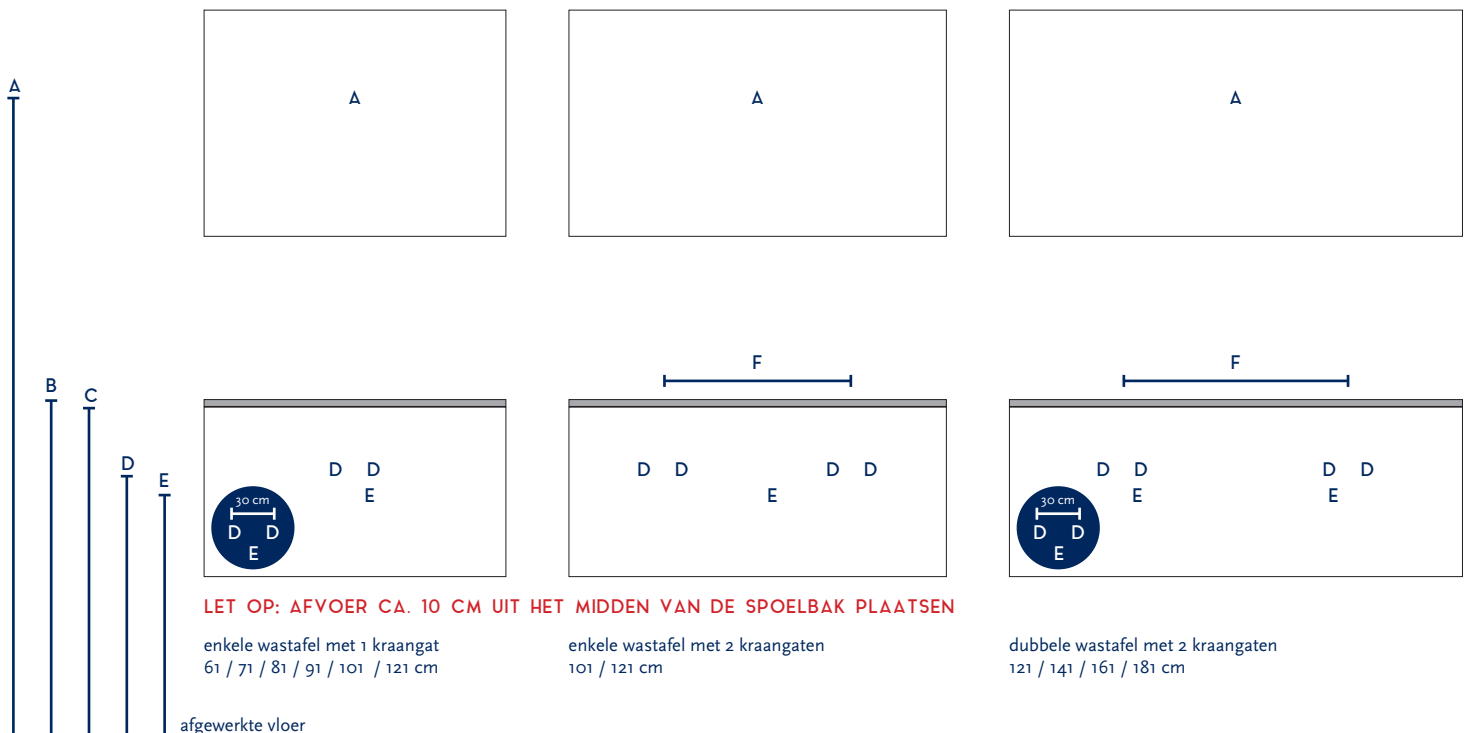 A
A
A
A
B
C
D
E
F
F
D D
E
D D
D D
E
D D
E
D D
E
30 cm
D D
E
30 cm
D D
E
LET OP: AFVOER CA. 10 CM UIT HET MIDDEN VAN DE SPOELBAK PLAATSEN
enkele wastafel met 1 kraangat
61 / 71 / 81 / 91 / 101 / 121 cm
enkele wastafel met 2 kraangaten
101 / 121 cm
dubbele wastafel met 2 kraangaten
121 / 141 / 161 / 181 cm
afgewerkte vloer